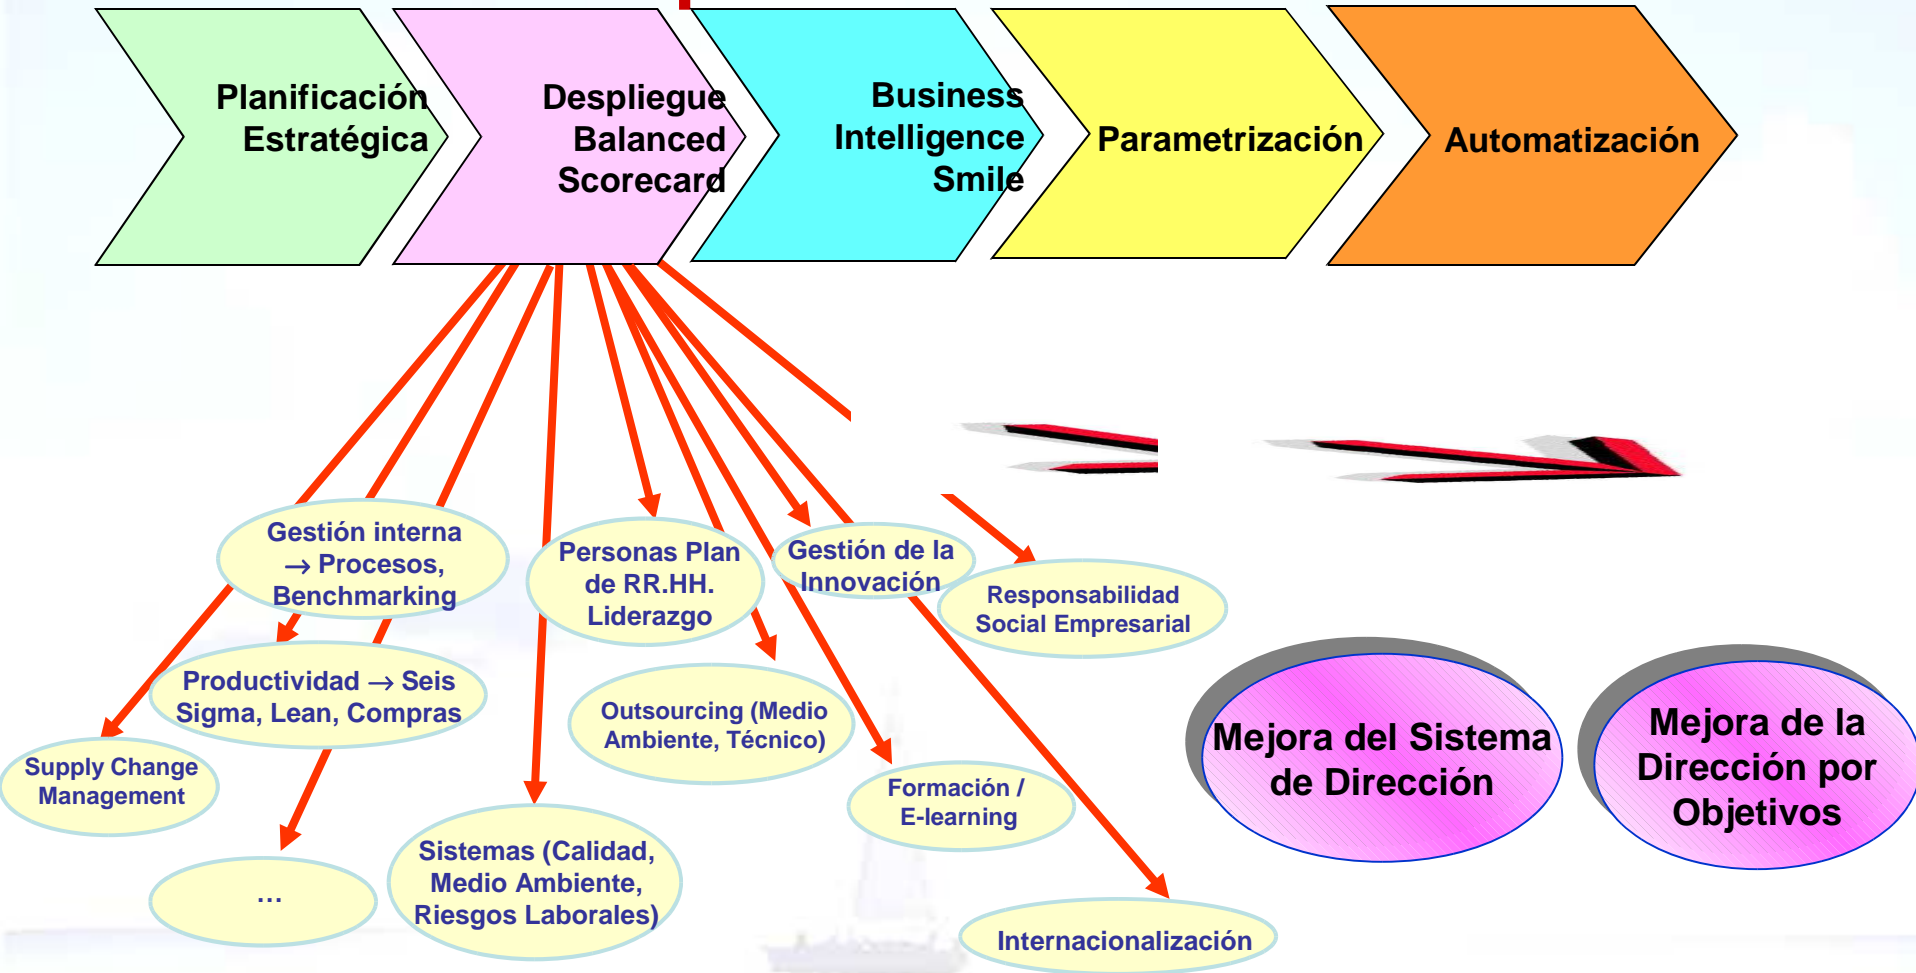 Planificación
Estratégica
Despliegue
Balanced
Scorecard
Business
Intelligence
Smile
Parametrización
Automatización
Gestión interna
→ Procesos,
Benchmarking
Personas Plan
de RR.HH.
Liderazgo
Gestión de la
Innovación
Responsabilidad
Social Empresarial
Productividad → Seis
Sigma, Lean, Compras
Outsourcing (Medio
Ambiente, Técnico)
Supply Change
Management
Formación /
E-learning
Mejora del Sistema
de Dirección
Mejora de la
Dirección por
Objetivos
…
Sistemas (Calidad,
Medio Ambiente,
Riesgos Laborales)
Internacionalización